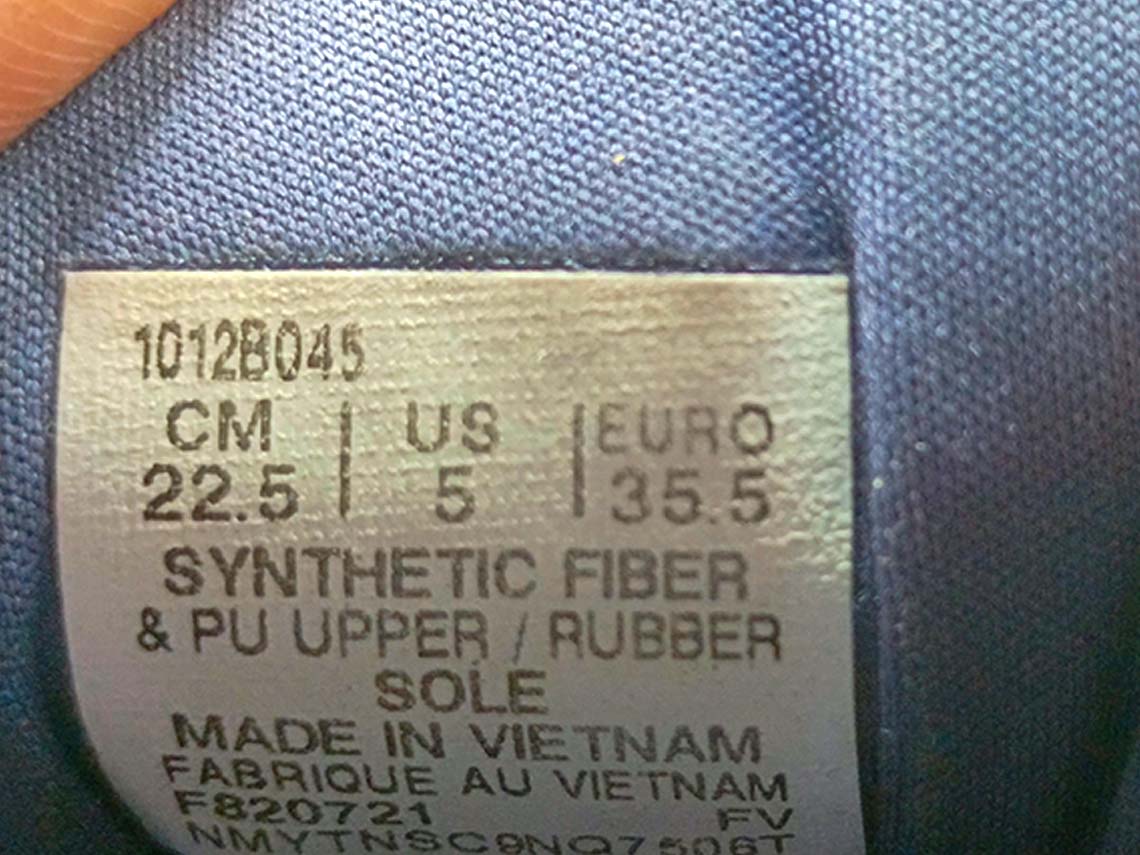 1012B045
CM | US | EURO
22.5 | 5 | 35.5
SYNTHETIC FIBER
& PU UPPER / RUBBER
SOLE
MADE IN VIETNAM
FABRIQUE AU VIETNAM
F820721 FV